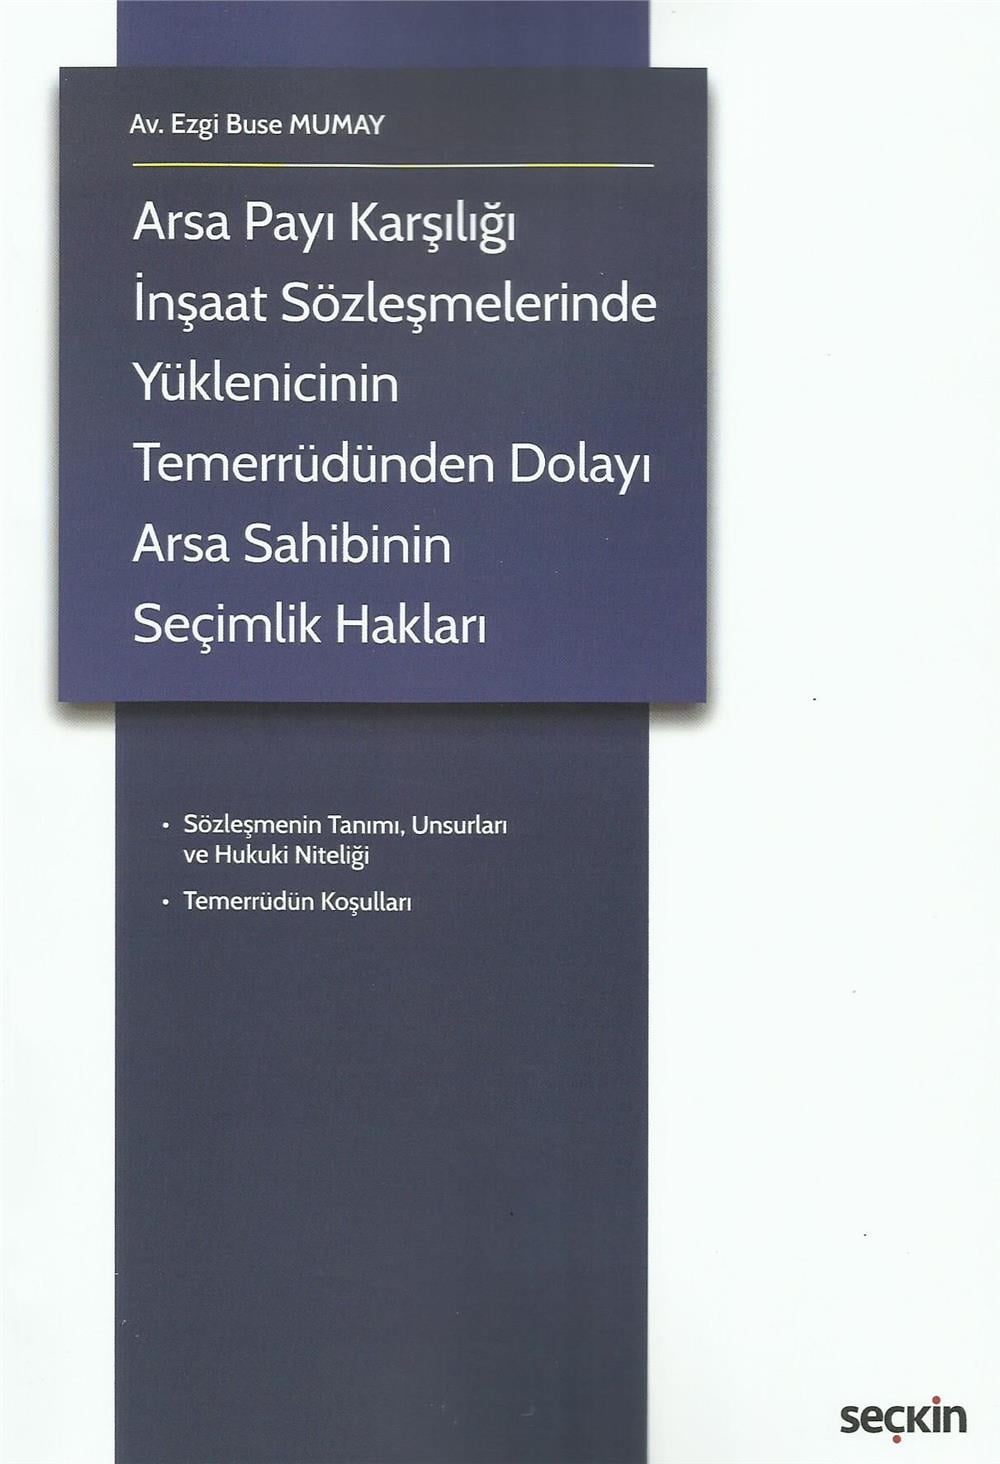 Av. Ezgi Buse MUMAY
Arsa Payı Karşılığı
İnşaat Sözleşmelerinde
Yüklenicinin
Temerrüdünden Dolayı
Arsa Sahibinin
Seçimlik Hakları
• Sözleşmenin Tanımı, Unsurları
ve Hukuki Niteliği
• Temerrüdün Koşulları
seçkin